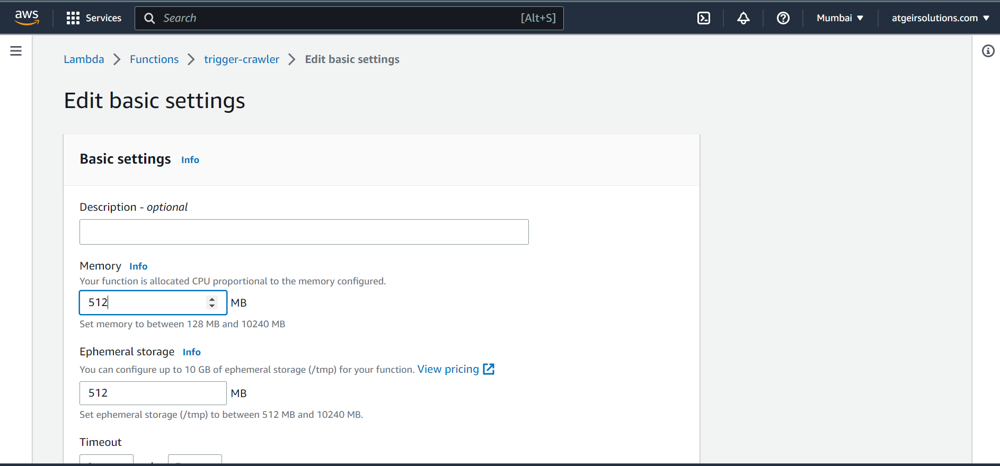 aws Services Search [Alt+S] Mumbai atgeirsolutions.com
Lambda Functions trigger-crawler Edit basic settings
Edit basic settings
Basic settings Info
Description - optional
Memory Info
Your function is allocated CPU proportional to the memory configured.
512 MB
Set memory to between 128 MB and 10240 MB
Ephemeral storage Info
You can configure up to 10 GB of ephemeral storage (/tmp) for your function. View pricing
512 MB
Set ephemeral storage (/tmp) to between 512 MB and 10240 MB.
Timeout